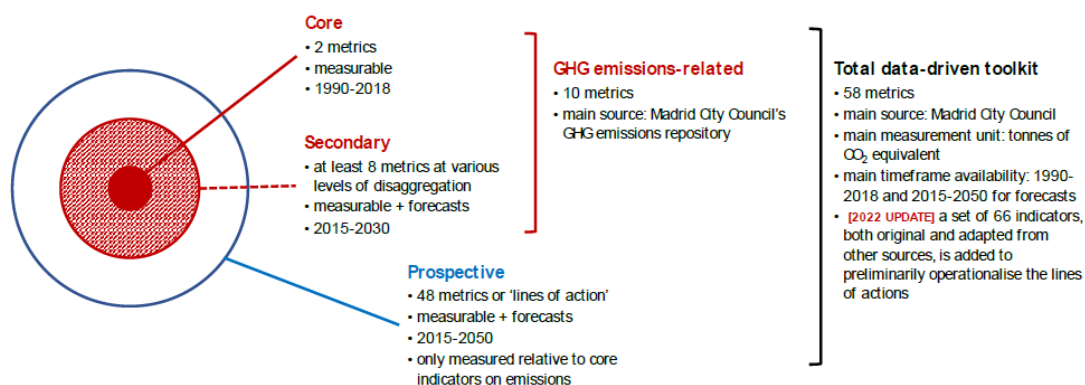 Core
• 2 metrics
• measurable
• 1990-2018
Secondary
• at least 8 metrics at various
levels of disaggregation
• measurable + forecasts
• 2015-2030
Prospective
• 48 metrics or ‘lines of action’
• measurable + forecasts
• 2015-2050
• only measured relative to core
indicators on emissions
GHG emissions-related
• 10 metrics
• main source: Madrid City Council’s
GHG emissions repository
Total data-driven toolkit
• 58 metrics
• main source: Madrid City Council
• main measurement unit: tonnes of
CO₂ equivalent
• main timeframe availability: 1990-
2018 and 2015-2050 for forecasts
• [2022 UPDATE] a set of 66 indicators,
both original and adapted from
other sources, is added to
preliminarily operationalise the lines
of actions